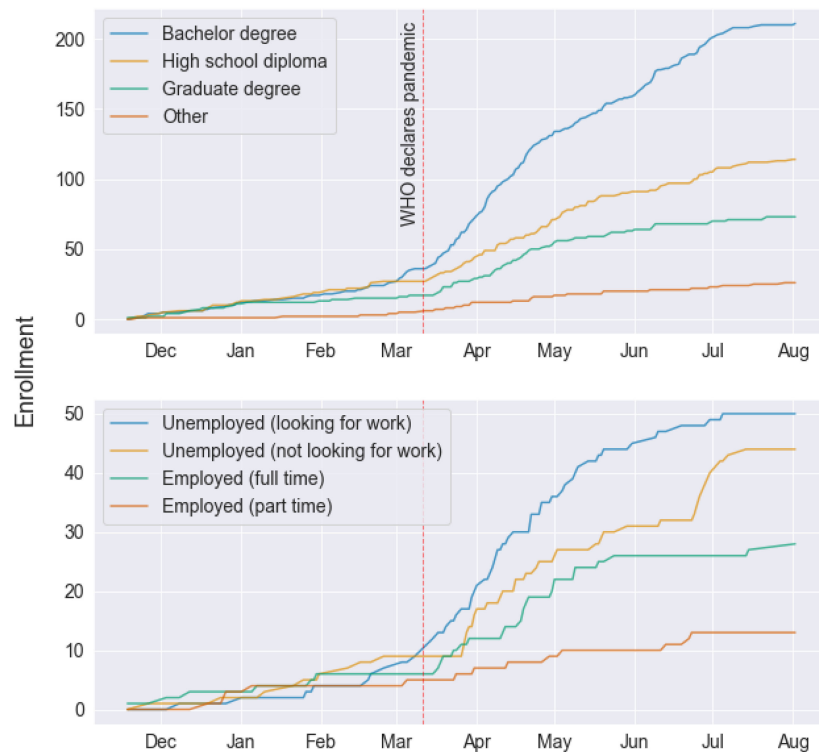 Enrollment
200
150
100
50
0
Bachelor degree
High school diploma
Graduate degree
Other
WHO declares pandemic
Dec Jan Feb Mar Apr May Jun Jul Aug
50
40
30
20
10
0
Unemployed (looking for work)
Unemployed (not looking for work)
Employed (full time)
Employed (part time)
Dec Jan Feb Mar Apr May Jun Jul Aug